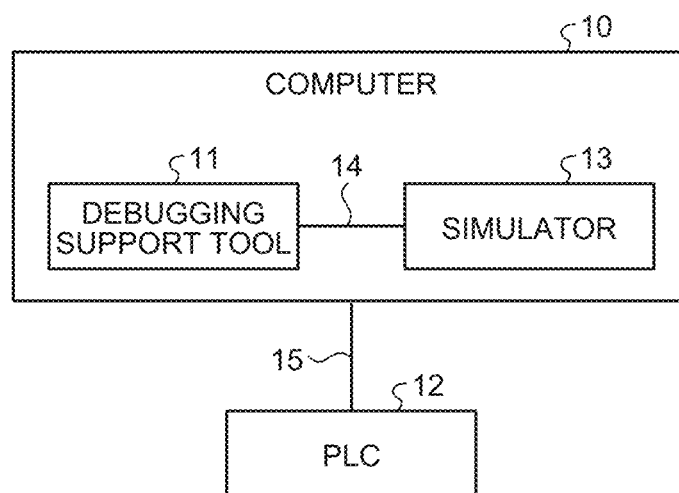 10
COMPUTER
11
14
13
DEBUGGING
SUPPORT TOOL
SIMULATOR
15
12
PLC